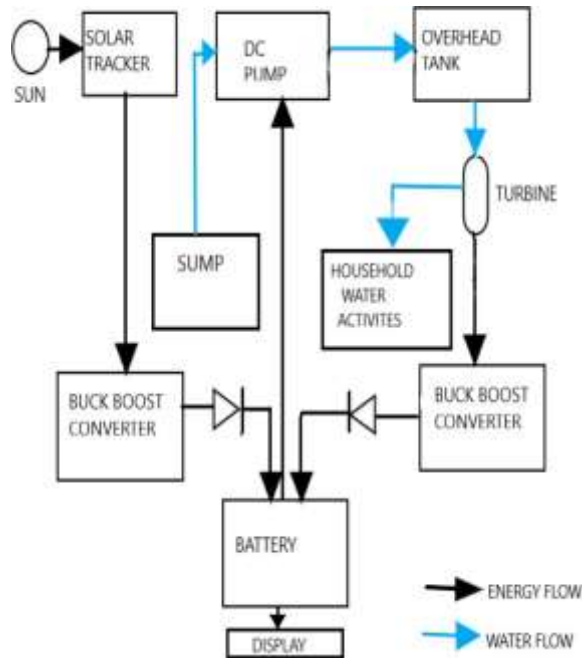 SUN
SOLAR
TRACKER
DC
PUMP
OVERHEAD
TANK
TURBINE
SUMP
HOUSEHOLD
WATER
ACTIVITES
BUCK BOOST
CONVERTER
BUCK BOOST
CONVERTER
BATTERY
DISPLAY
ENERGY FLOW
WATER FLOW